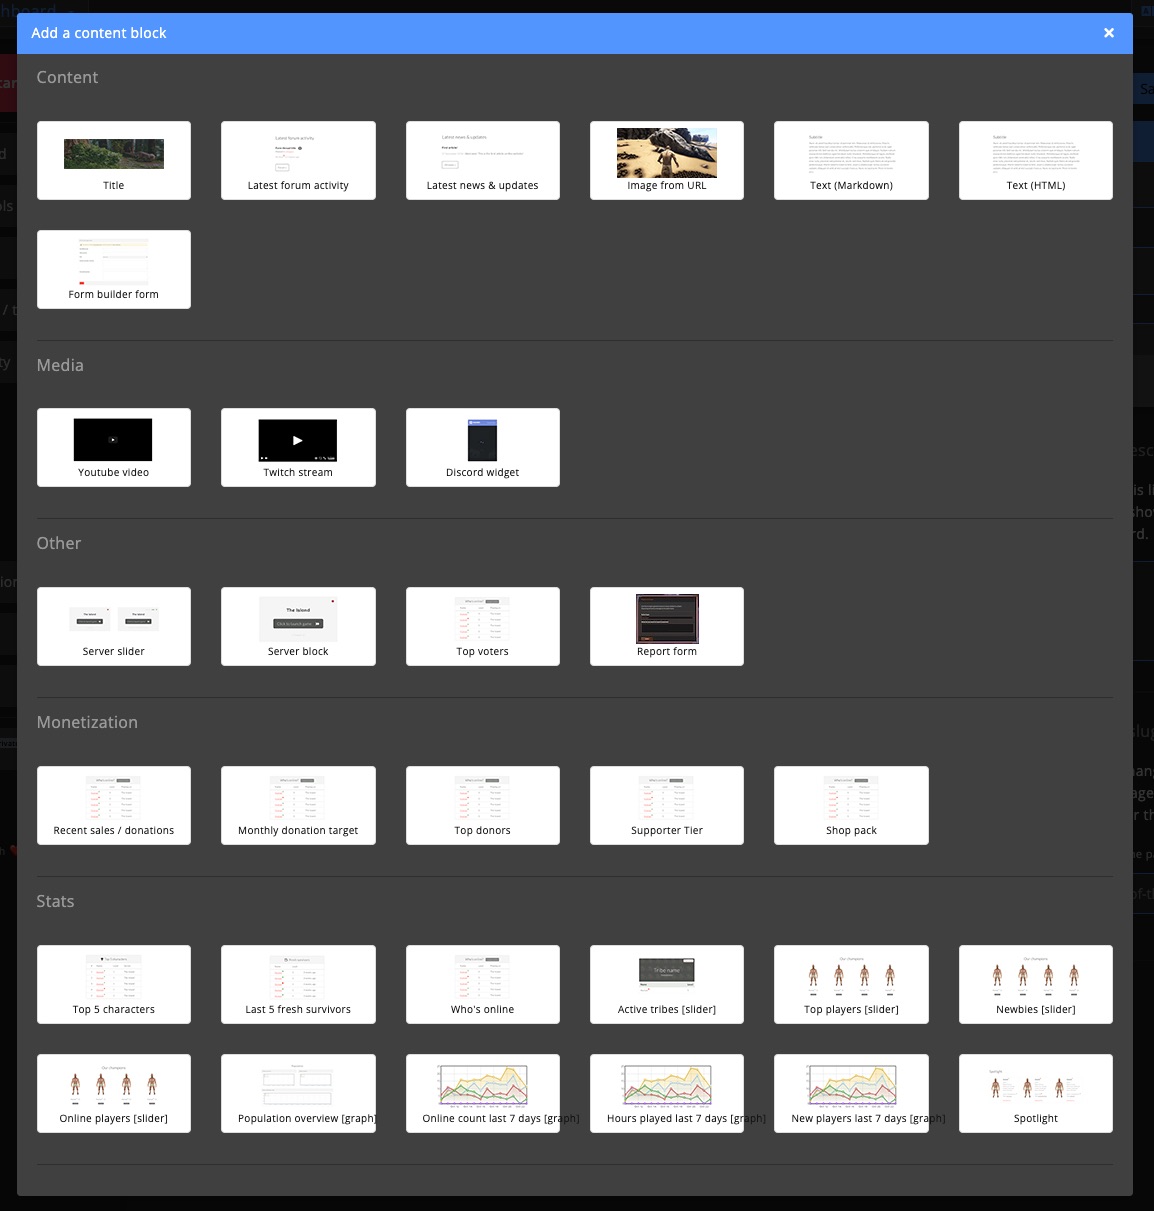 Add a content block
Content
Title
Latest forum activity
Latest news & updates
Image from URL
Text (Markdown)
Text (HTML)
Form builder form
Media
Youtube video
Twitch stream
Discord widget
Other
Server slider
The Island
Server block
Top voters
Report form
Monetization
Recent sales / donations
Monthly donation target
Top donors
Supporter Tier
Shop pack
Stats
Top 5 characters
Last 5 fresh survivors
Who's online
Tribe name
Active tribes [slider]
Top players [slider]
Newbies [slider]
Online players [slider]
Population overview [graph]
Online count last 7 days [graph]
Hours played last 7 days [graph]
New players last 7 days [graph]
Spotlight